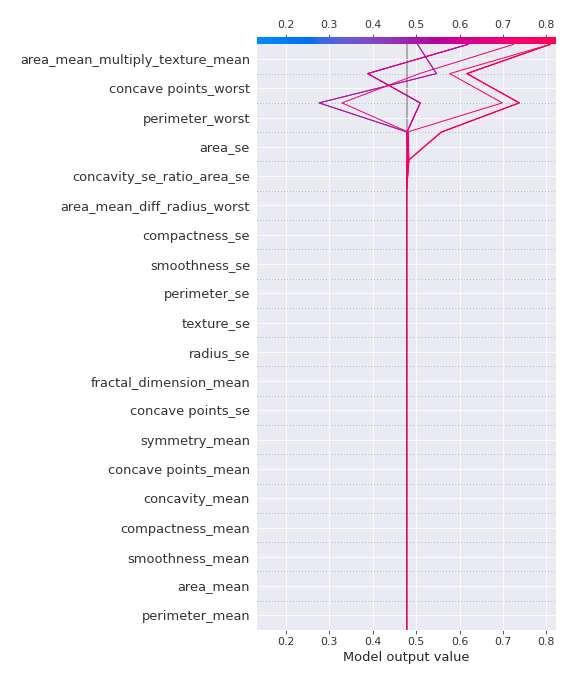 0.2 0.3 0.4 0.5 0.6 0.7 0.8
area_mean_multiply_texture_mean
concave points_worst
perimeter_worst
area_se
concavity_se_ratio_area_se
area_mean_diff_radius_worst
compactness_se
smoothness_se
perimeter_se
texture_se
radius_se
fractal_dimension_mean
concave points_se
symmetry_mean
concave points_mean
concavity_mean
compactness_mean
smoothness_mean
area_mean
perimeter_mean
0.2 0.3 0.4 0.5 0.6 0.7 0.8
Model output value